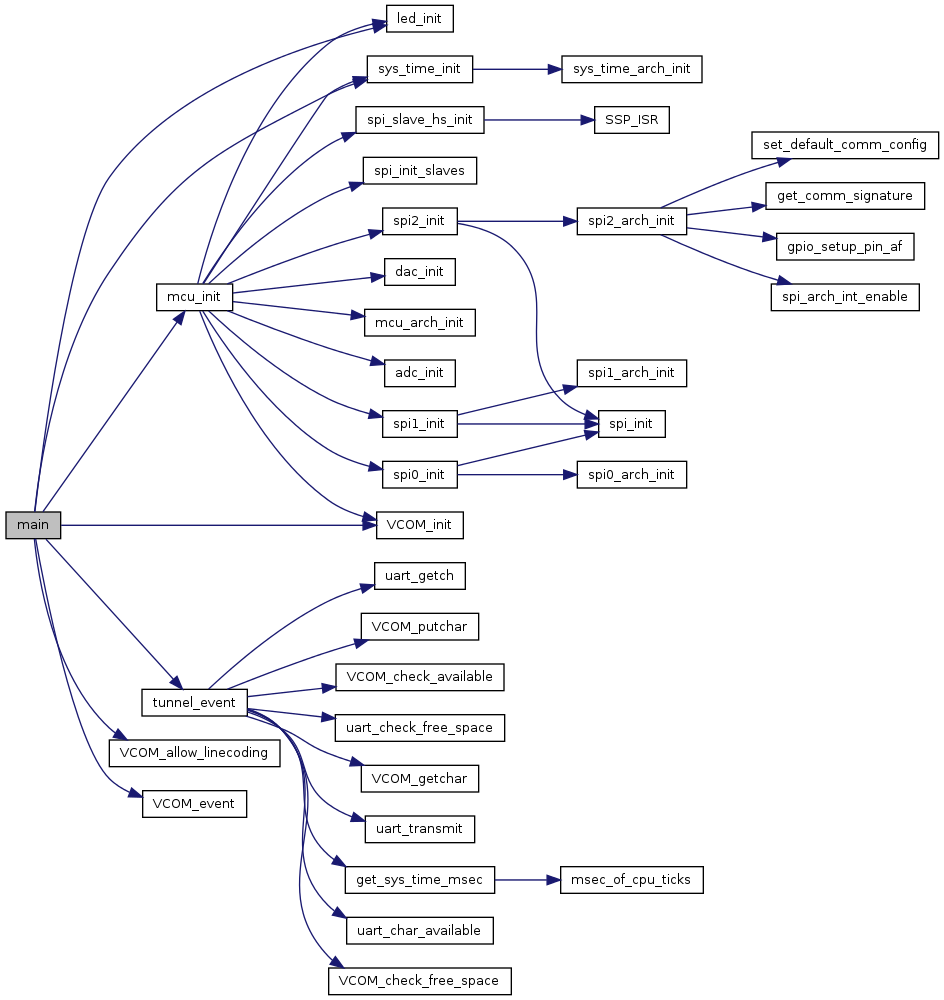 led_init
sys_time_init
sys_time_arch_init
spi_slave_hs_init
SSP_ISR
set_default_comm_config
spi_init_slaves
get_comm_signature
spi2_init
spi2_arch_init
gpio_setup_pin_af
dac_init
mcu_init
spi_arch_int_enable
mcu_arch_init
adc_init
spi1_arch_init
spi1_init
spi_init
spi0_init
spi0_arch_init
main
VCOM_init
uart_getch
VCOM_putchar
VCOM_check_available
tunnel_event
uart_check_free_space
VCOM_allow_linecoding
VCOM_getchar
VCOM_event
uart_transmit
get_sys_time_msec
msec_of_cpu_ticks
uart_char_available
VCOM_check_free_space